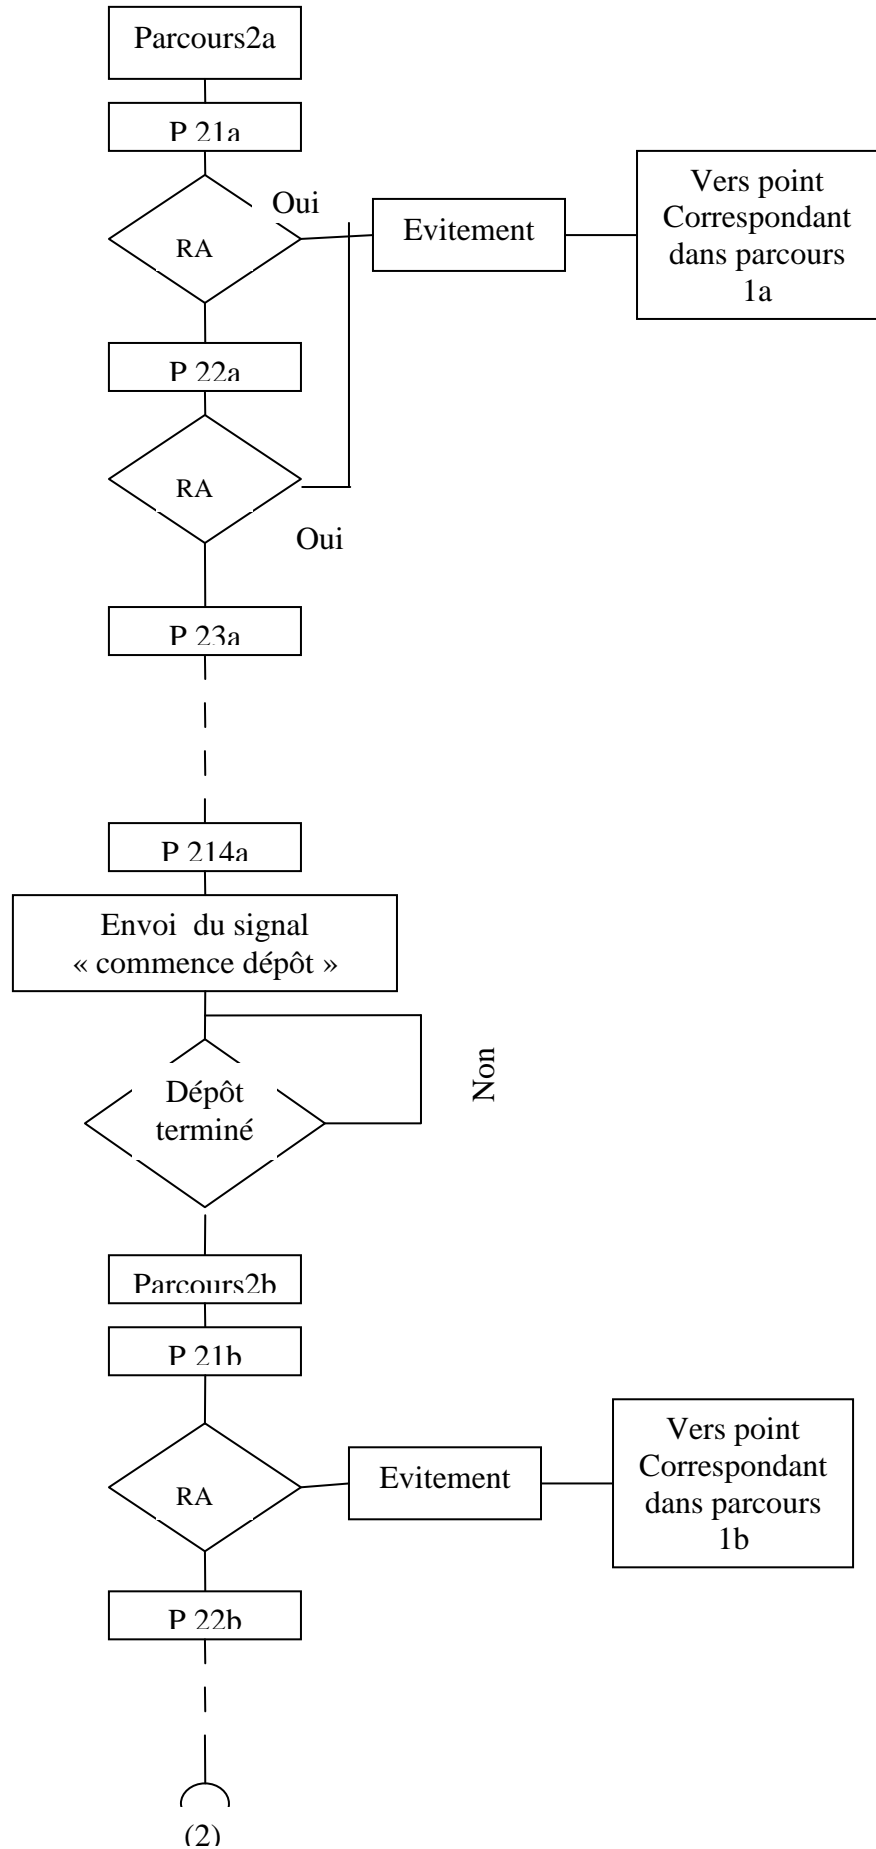 Parcours2a
P 21a
Oui
RA
Evitement
Vers point
Correspondant
dans parcours
1a
P 22a
RA
Oui
P 23a
P 214a
Envoi du signal
« commence dépôt »
Dépôt
terminé
Non
Parcours2b
P 21b
RA
Evitement
Vers point
Correspondant
dans parcours
1b
P 22b
(2)